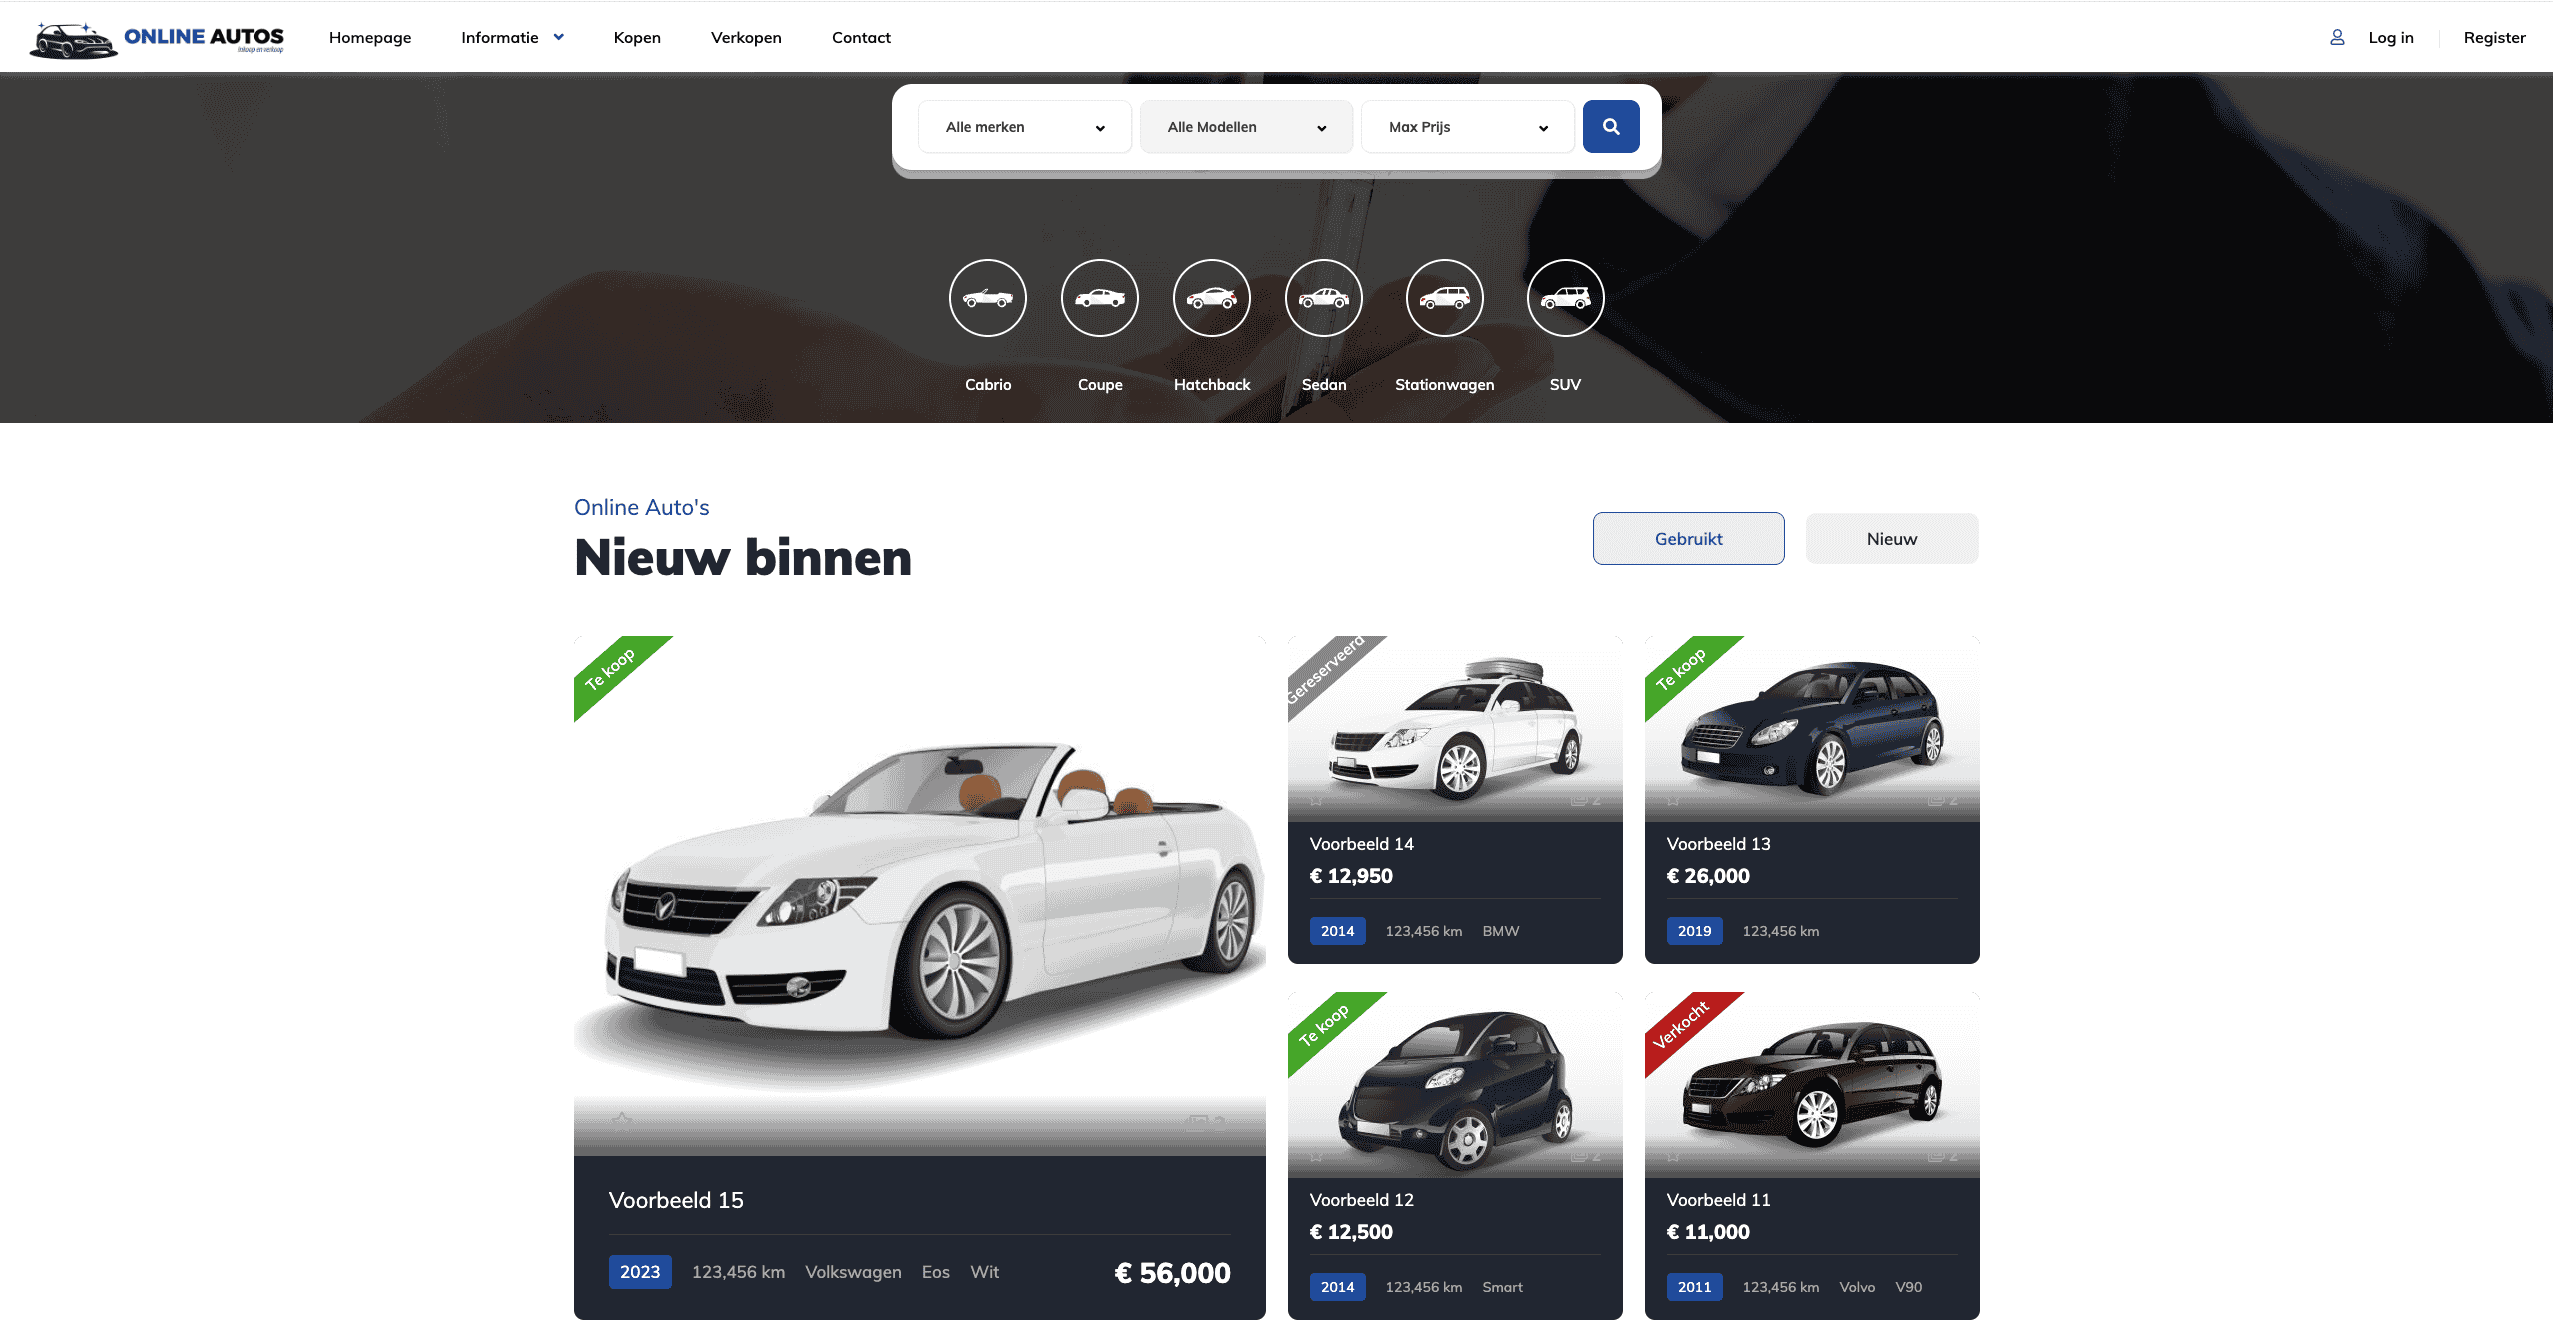 ONLINE AUTOS
inkoop en verkoop
Homepage
Informatie
Kopen
Verkopen
Contact
Log in
Register
Alle merken
Alle Modellen
Max Prijs
Cabrio
Coupe
Hatchback
Sedan
Stationwagen
SUV
Online Auto's
Nieuw binnen
Gebruikt
Nieuw
Te koop
Voorbeeld 15
2023 123,456 km Volkswagen Eos Wit € 56,000
Gereserveerd
2
Voorbeeld 14
€ 12,950
2014 123,456 km BMW
Te koop
2
Voorbeeld 13
€ 26,000
2019 123,456 km
Te koop
2
Voorbeeld 12
€ 12,500
2014 123,456 km Smart
Verkocht
2
Voorbeeld 11
€ 11,000
2011 123,456 km Volvo V90